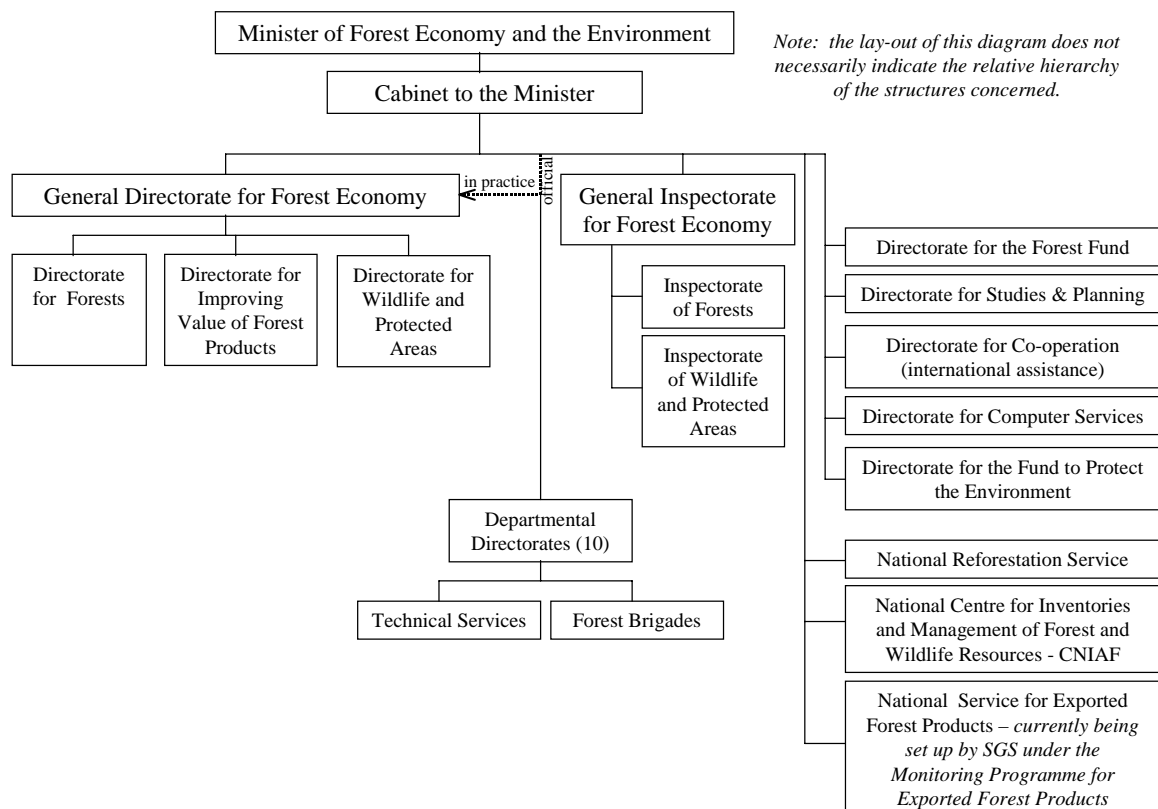 Minister of Forest Economy and the Environment
Note: the lay-out of this diagram does not
necessarily indicate the relative hierarchy
of the structures concerned.
Cabinet to the Minister
General Directorate for Forest Economy
in practice
official
General Inspectorate
for Forest Economy
Directorate
for Forests
Directorate for
Improving
Value of Forest
Products
Directorate for
Wildlife and
Protected
Areas
Inspectorate
of Forests
Inspectorate
of Wildlife
and Protected
Areas
Directorate for the Forest Fund
Directorate for Studies & Planning
Directorate for Co-operation
(international assistance)
Directorate for Computer Services
Directorate for the Fund to Protect
the Environment
Departmental
Directorates (10)
Technical Services
Forest Brigades
National Reforestation Service
National Centre for Inventories
and Management of Forest and
Wildlife Resources - CNIAF
National Service for Exported
Forest Products – currently being
set up by SGS under the
Monitoring Programme for
Exported Forest Products